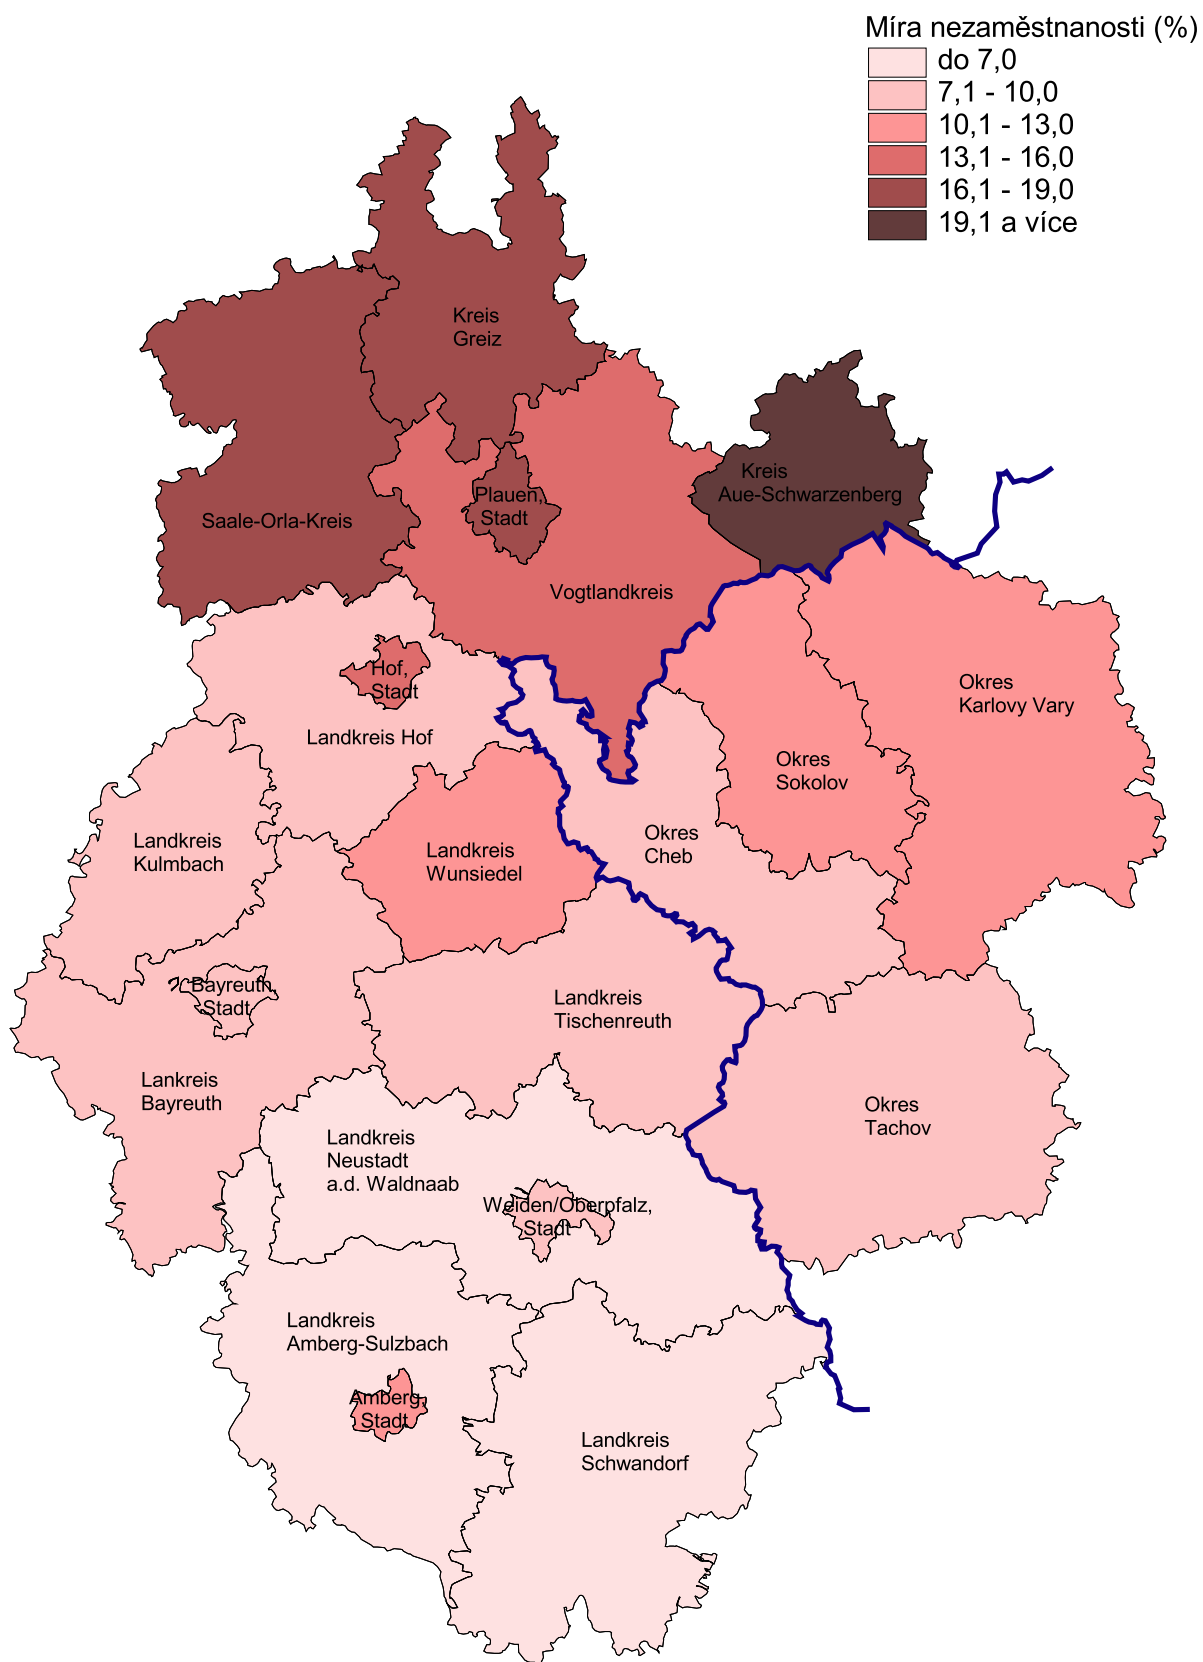 Míra nezaměstnanosti (%)
do 7,0
7,1 - 10,0
10,1 - 13,0
13,1 - 16,0
16,1 - 19,0
19,1 a více
Kreis
Greiz
Kreis
Aue-Schwarzenberg
Plauen,
Stadt
Saale-Orla-Kreis
Vogtlandkreis
Hof,
Stadt
Landkreis Hof
Okres
Karlovy Vary
Okres
Sokolov
Okres
Cheb
Landkreis
Kulmbach
Landkreis
Wunsiedel
Bayreuth,
Stadt
Landkreis
Tischenreuth
Lankreis
Bayreuth
Okres
Tachov
Landkreis
Neustadt
a.d. Waldnaab
Weiden/Oberpfalz,
Stadt
Landkreis
Amberg-Sulzbach
Amberg,
Stadt
Landkreis
Schwandorf